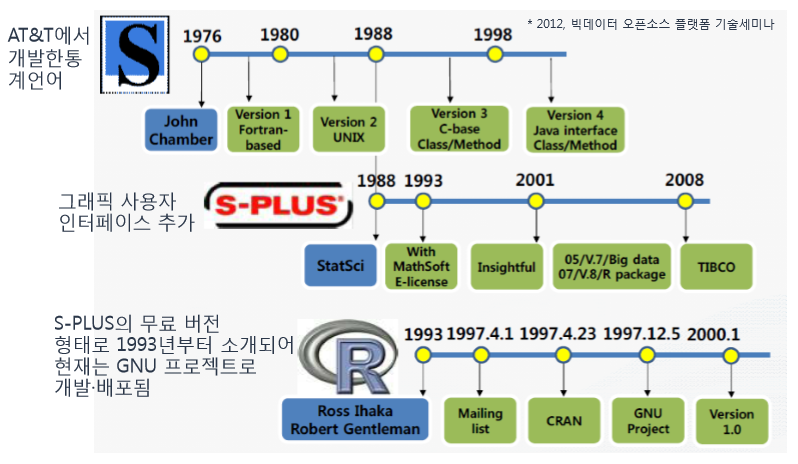 * 2012, 빅데이터 오픈소스 플랫폼 기술세미나
AT&T에서
개발한통
계언어
S
1976
1980
1988
1998
John
Chamber
Version 1
Fortran-
based
Version 2
UNIX
Version 3
C-base
Class/Method
Version 4
Java interface
Class/Method
그래픽 사용자
인터페이스 추가
S-PLUS®
1988
1993
2001
2008
StatSci
With
MathSoft
E-license
Insightful
05/V.7/Big data
07/V.8/R package
TIBCO
S-PLUS의 무료 버전
형태로 1993년부터 소개되어
현재는 GNU 프로젝트로
개발·배포됨
R
1993
1997.4.1
1997.4.23
1997.12.5
2000.1
Ross Ihaka
Robert Gentleman
Mailing
list
CRAN
GNU
Project
Version
1.0